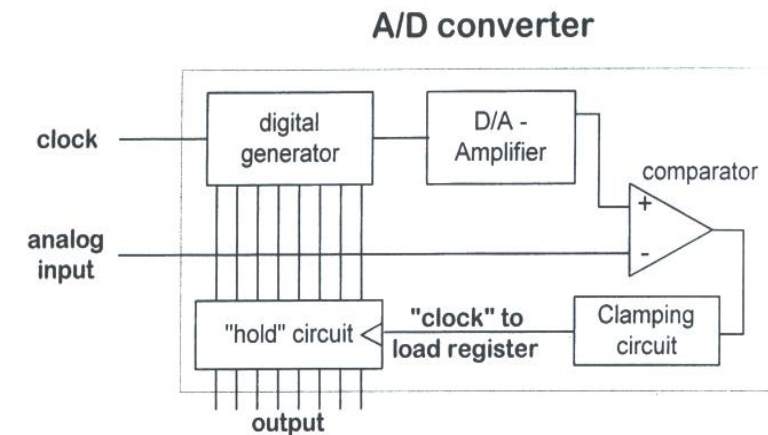 A/D converter
clock
digital
generator
D/A -
Amplifier
comparator
+
analog
input
-
"hold" circuit
"clock" to
load register
Clamping
circuit
output